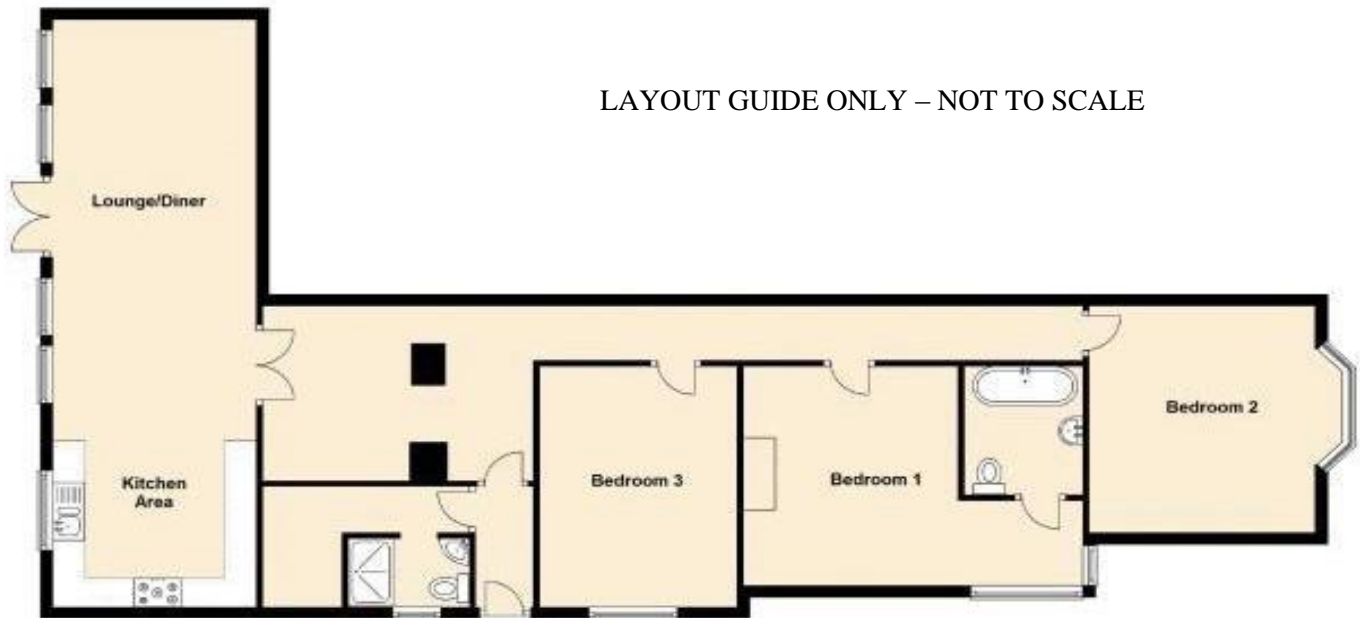 LAYOUT GUIDE ONLY – NOT TO SCALE
Lounge/Diner
Bedroom 2
Kitchen
Area
Bedroom 3
Bedroom 1